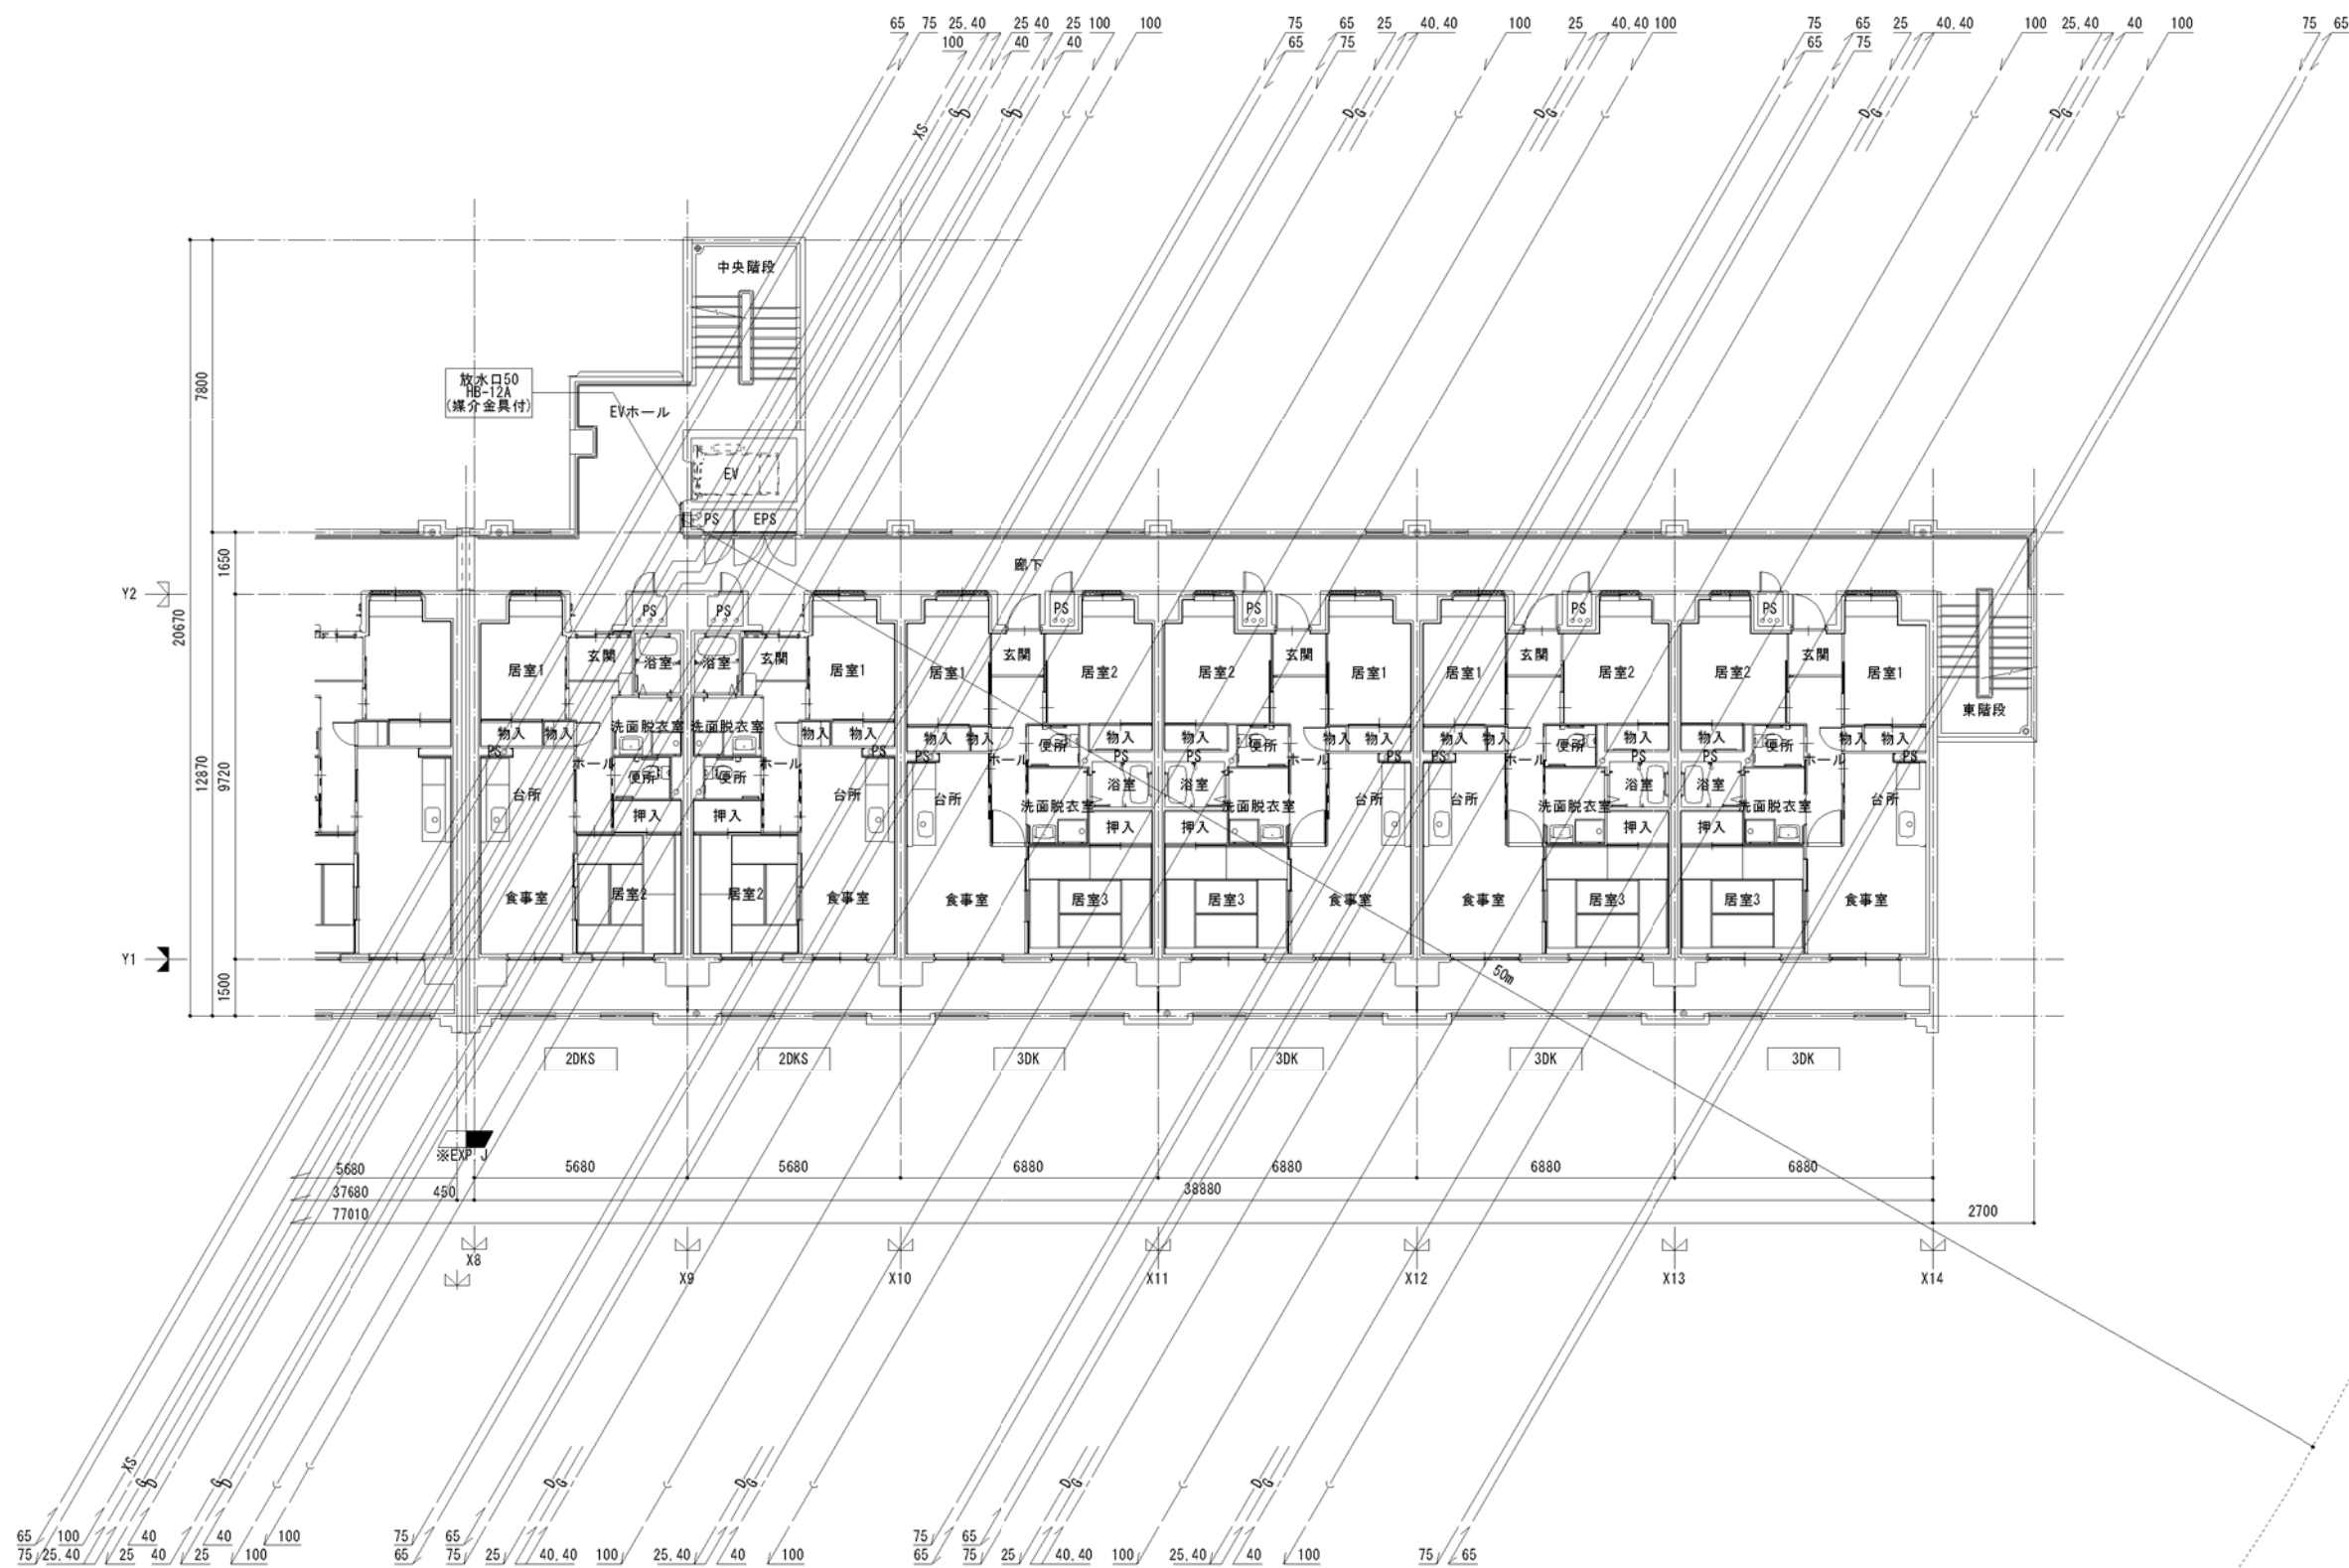 65 75 25.40 25 40 25 100 100 75 65 25 40.40 100 25 40.40 100 75 65 25 40.40 100 25.40 40 100 75 65
100 40 40 65 75 65 75
XS G D G D C C D G C D G C D G C D G C
中央階段
7800
放水口50
HB-12A
(媒介金具付)
EVホール
EV
PS EPS
1650
廊下
Y2
20670
PS PS PS PS PS PS
玄関 浴室 浴室 玄関 玄関 玄関 玄関 玄関
居室1 居室1 居室1 居室2 居室2 居室1 居室1 居室2 居室2 居室1
東階段
洗面脱衣室 洗面脱衣室
物入 物入 物入 物入 物入 物入 物入 物入 物入 物入 物入 物入 物入 物入 物入 物入
便所 便所 便所 便所
PS PS PS PS PS PS PS PS
ホール ホール ホール ホール ホール ホール
12870
9720
便所 便所 浴室 浴室 浴室 浴室
台所 台所 台所 台所 台所 台所
洗面脱衣室 洗面脱衣室 洗面脱衣室 洗面脱衣室
押入 押入 押入 押入 押入 押入
食事室 居室2 居室2 食事室 食事室 居室3 居室3 食事室 食事室 居室3 居室3 食事室
Y1
1500
50m
2DKS 2DKS 3DK 3DK 3DK 3DK
※EXP.J
5680 5680 5680 6880 6880 6880 6880
37680 450 38880
77010 2700
X8 X9 X10 X11 X12 X13 X14
XS G D G D C C D G C D G C D G C D G C
65 100 40 40 100 75 65 75 65
75 25.40 25 40 25 100 65 75 25 40.40 100 25.40 40 100 65 75 25 40.40 100 25.40 40 100 75 65